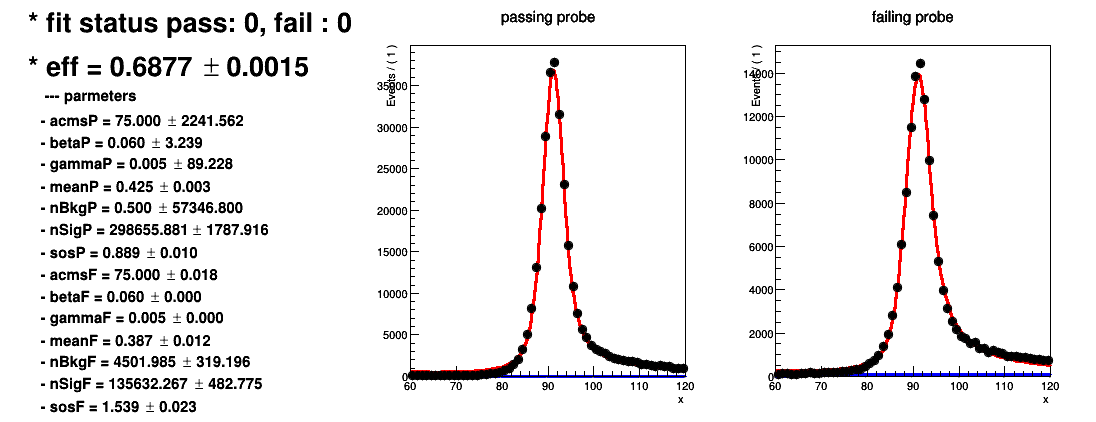 * fit status pass: 0, fail : 0
* eff = 0.6877 ± 0.0015
--- parmeters
- acmsP = 75.000 ± 2241.562
- betaP = 0.060 ± 3.239
- gammaP = 0.005 ± 89.228
- meanP = 0.425 ± 0.003
- nBkgP = 0.500 ± 57346.800
- nSigP = 298655.881 ± 1787.916
- sosP = 0.889 ± 0.010
- acmsF = 75.000 ± 0.018
- betaF = 0.060 ± 0.000
- gammaF = 0.005 ± 0.000
- meanF = 0.387 ± 0.012
- nBkgF = 4501.985 ± 319.196
- nSigF = 135632.267 ± 482.775
- sosF = 1.539 ± 0.023
passing probe
Events / ( 1 )
35000
30000
25000
20000
15000
10000
5000
0
60 70 80 90 100 110 120
x
failing probe
Events / ( 1 )
14000
12000
10000
8000
6000
4000
2000
0
60 70 80 90 100 110 120
x